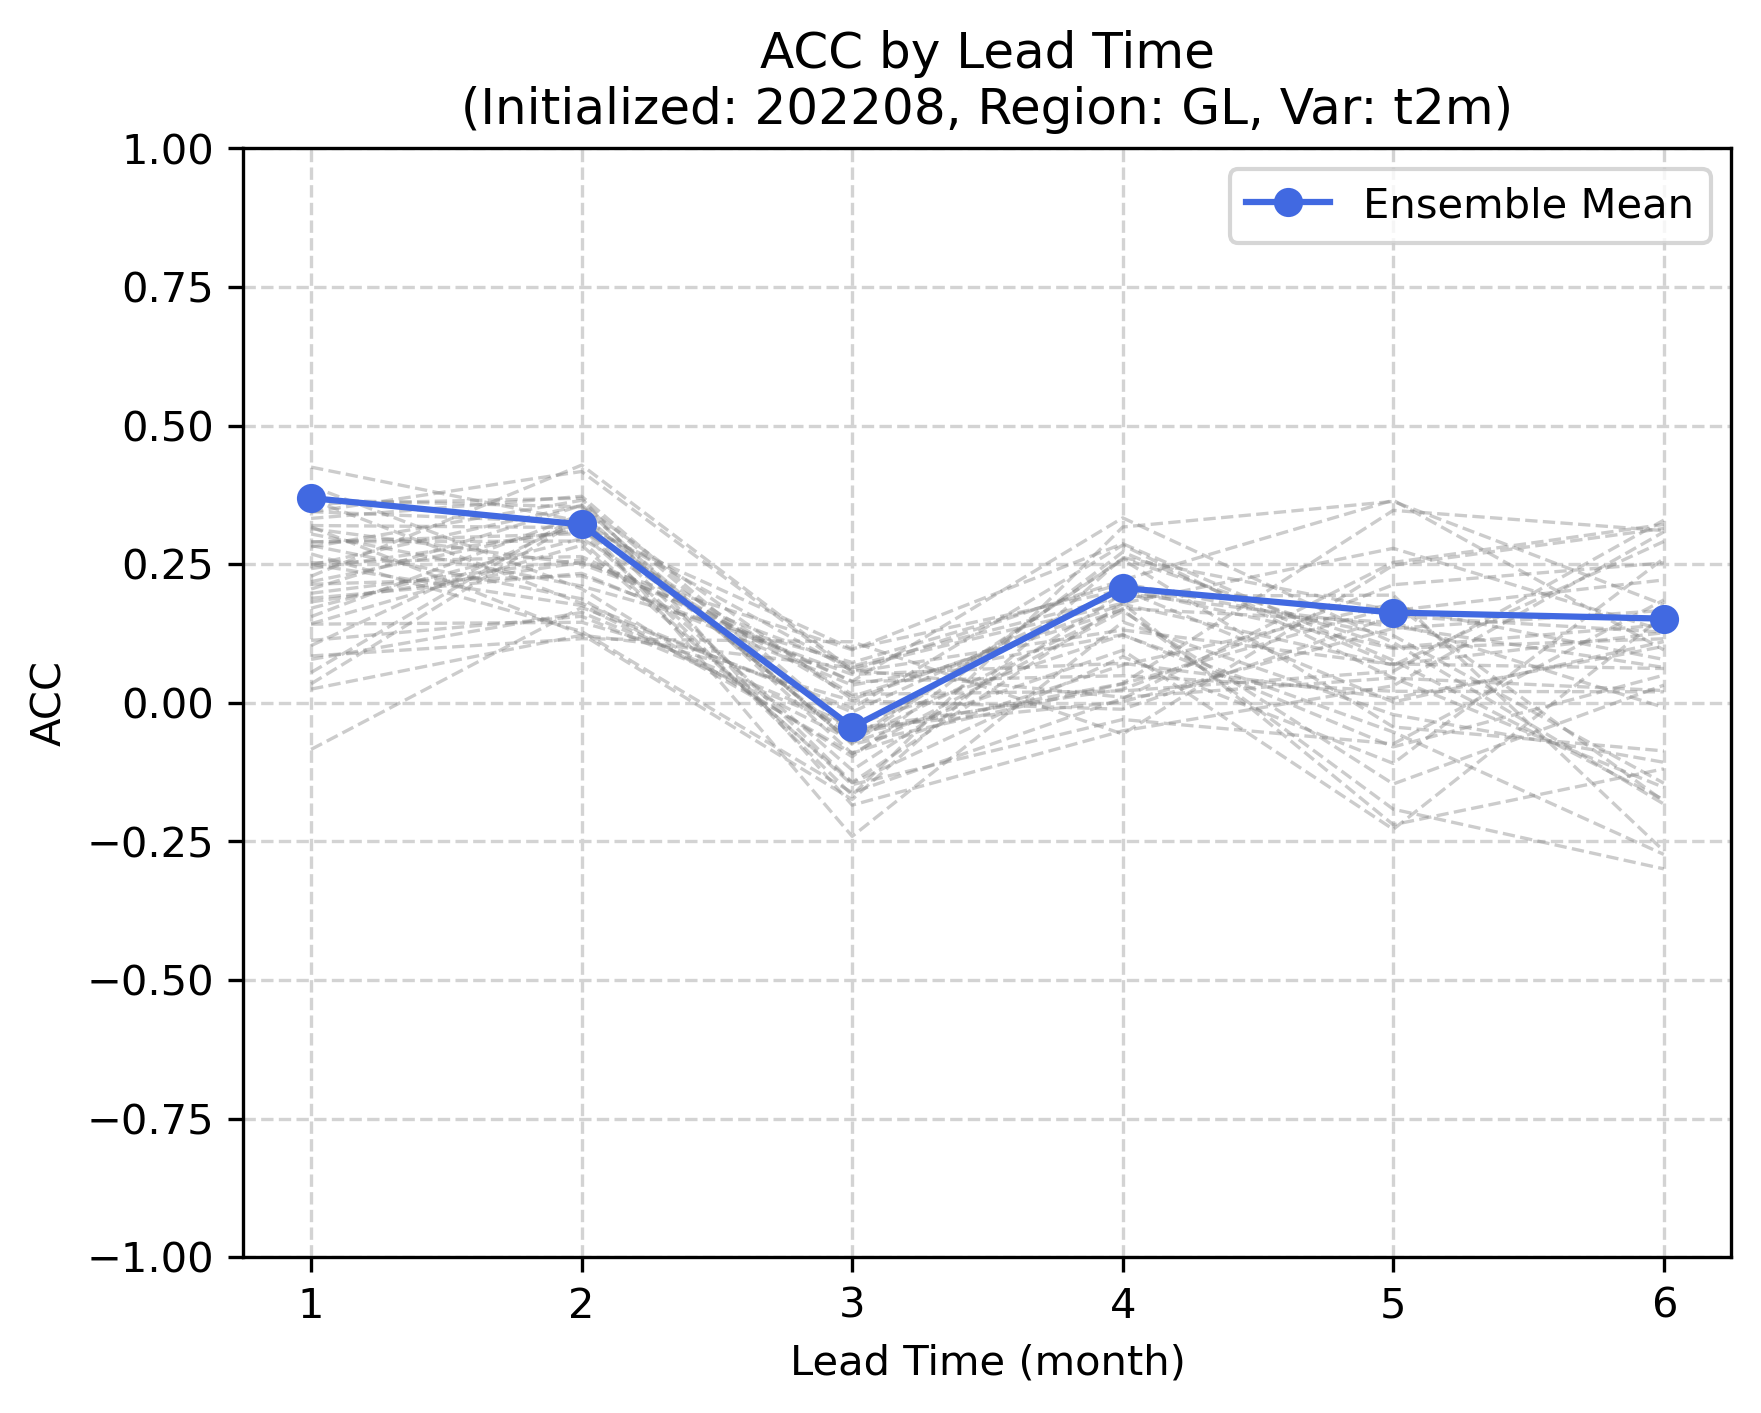 ACC by Lead Time
(Initialized: 202208, Region: GL, Var: t2m)
Ensemble Mean
1.00
0.75
0.50
0.25
0.00
−0.25
−0.50
−0.75
−1.00
ACC
1 2 3 4 5 6
Lead Time (month)